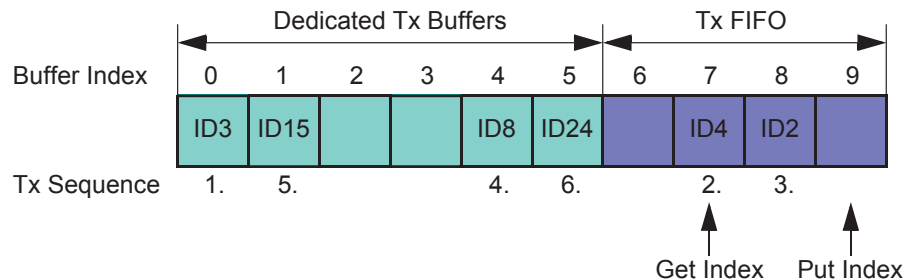 Dedicated Tx Buffers Tx FIFO
Buffer Index 0 1 2 3 4 5 6 7 8 9
ID3 ID15 ID8 ID24 ID4 ID2
Tx Sequence 1. 5. 4. 6. 2. 3.
Get Index Put Index